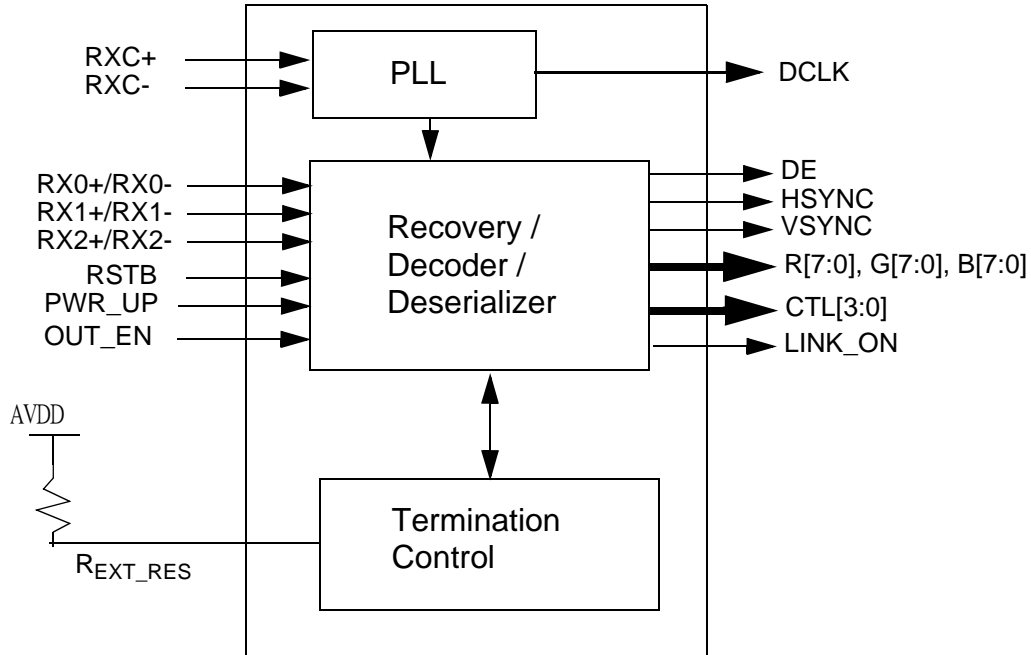 RXC+
RXC-
PLL
DCLK
RX0+/RX0-
RX1+/RX1-
RX2+/RX2-
RSTB
PWR_UP
OUT_EN
Recovery /
Decoder /
Deserializer
DE
HSYNC
VSYNC
R[7:0], G[7:0], B[7:0]
CTL[3:0]
LINK_ON
AVDD
REXT_RES
Termination
Control